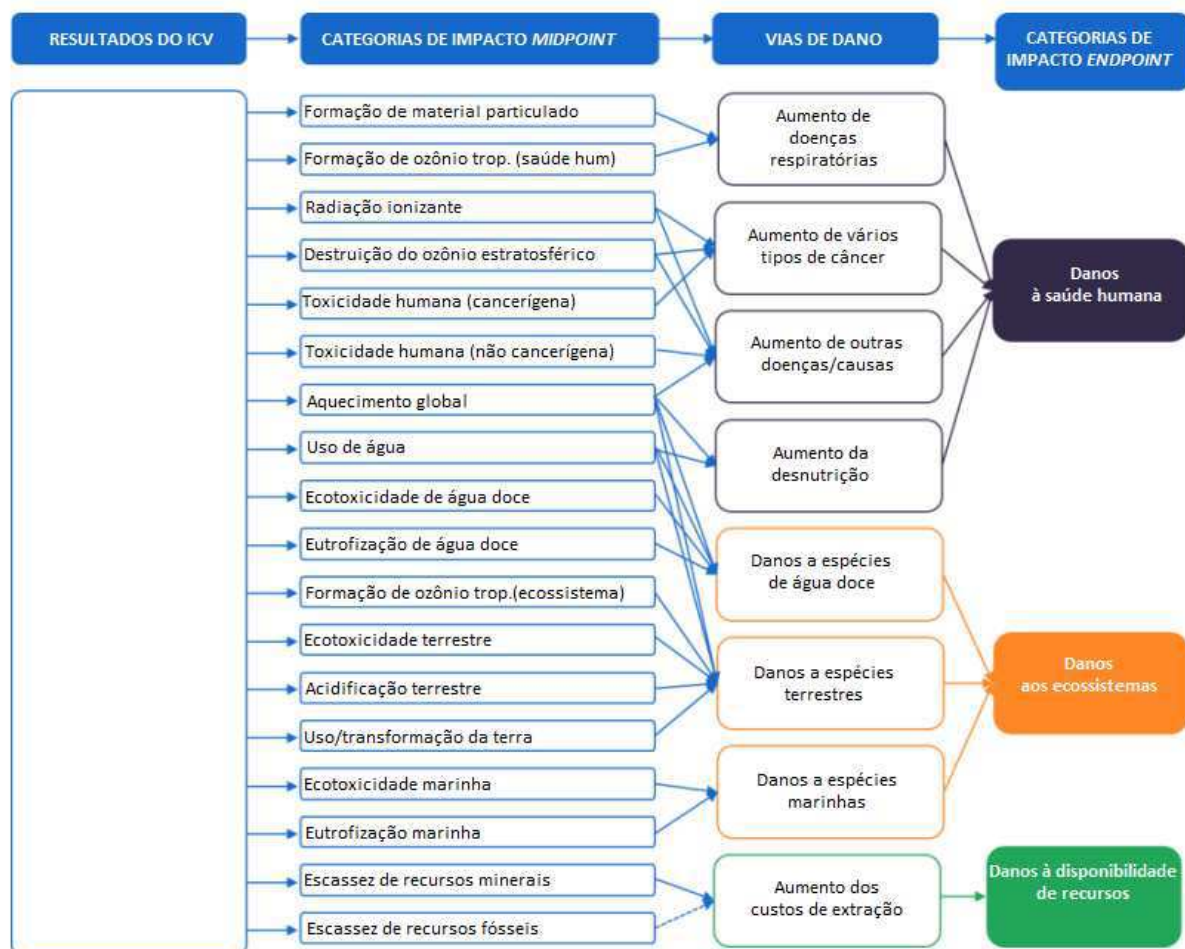 RESULTADOS DO ICV
CATEGORIAS DE IMPACTO MIDPOINT
VIAS DE DANO
CATEGORIAS DE
IMPACTO ENDPOINT
Formação de material particulado
Formação de ozônio trop. (saúde hum)
Radiação ionizante
Destruição do ozônio estratosférico
Toxicidade humana (cancerígena)
Toxicidade humana (não cancerígena)
Aquecimento global
Uso de água
Ecotoxicidade de água doce
Eutrofização de água doce
Formação de ozônio trop.(ecossistema)
Ecotoxicidade terrestre
Acidificação terrestre
Uso/transformação da terra
Ecotoxicidade marinha
Eutrofização marinha
Escassez de recursos minerais
Escassez de recursos fósseis
Aumento de
doenças
respiratórias
Aumento de vários
tipos de câncer
Aumento de outras
doenças/causas
Aumento da
desnutrição
Danos a espécies
de água doce
Danos a espécies
terrestres
Danos a espécies
marinhas
Aumento dos
custos de extração
Danos
à saúde humana
Danos
aos ecossistemas
Danos à disponibilidade
de recursos